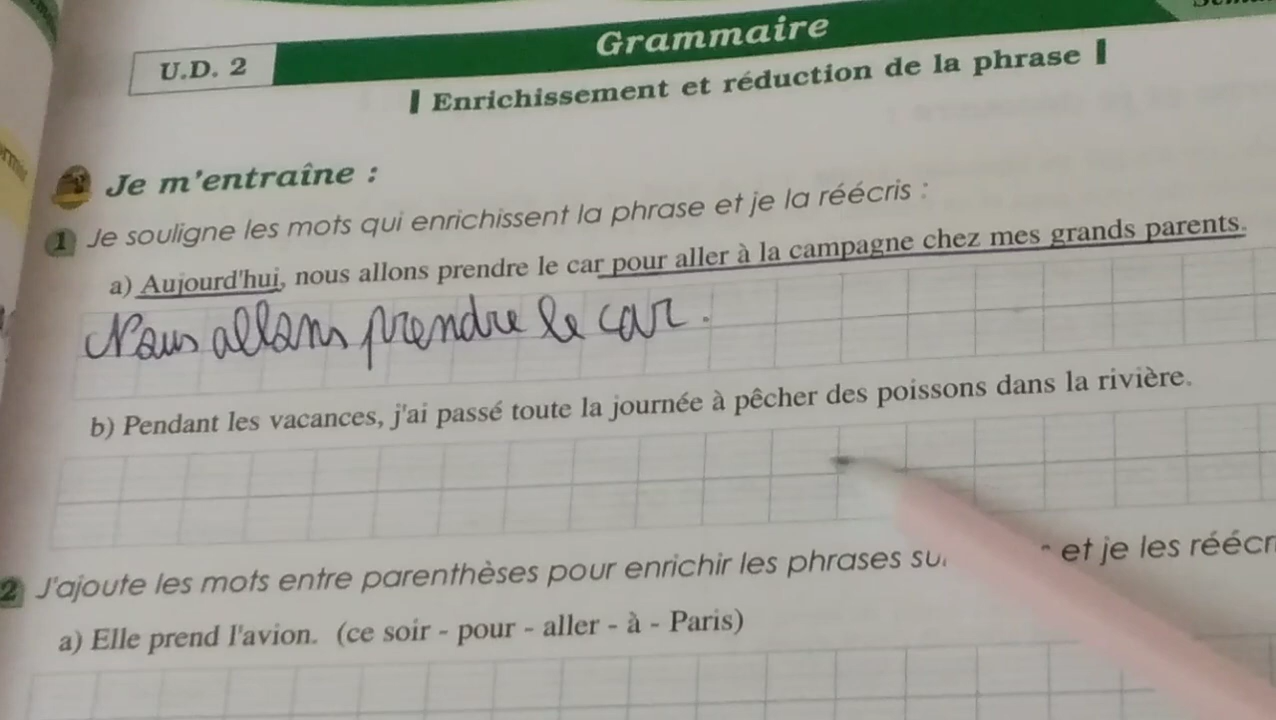 Grammaire
U.D. 2
Enrichissement et réduction de la phrase
Je m'entraîne :
1 Je souligne les mots qui enrichissent la phrase et je la réécris :
a) Aujourd'hui, nous allons prendre le car pour aller à la campagne chez mes grands parents.
Nous allons prendre le car.
b) Pendant les vacances, j'ai passé toute la journée à pêcher des poissons dans la rivière.
2 J'ajoute les mots entre parenthèses pour enrichir les phrases et je les
a) Elle prend l'avion. (ce soir - pour - aller - à - Paris)